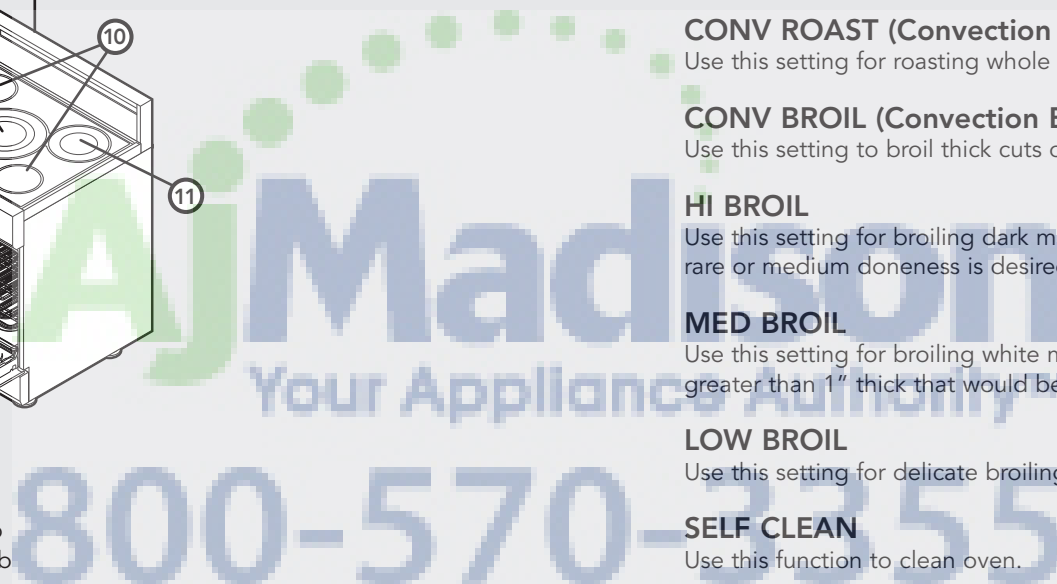 10
11
CONV ROAST (Convection
Use this setting for roasting whole
CONV BROIL (Convection
Use this setting to broil thick cuts
HI BROIL
Use this setting for broiling dark
rare or medium doneness is desired
MED BROIL
Use this setting for broiling white
greater than 1" thick that would be
LOW BROIL
Use this setting for delicate broiling
SELF CLEAN
Use this function to clean oven.
AjMadison
Your Appliance Authority
800-570-3355